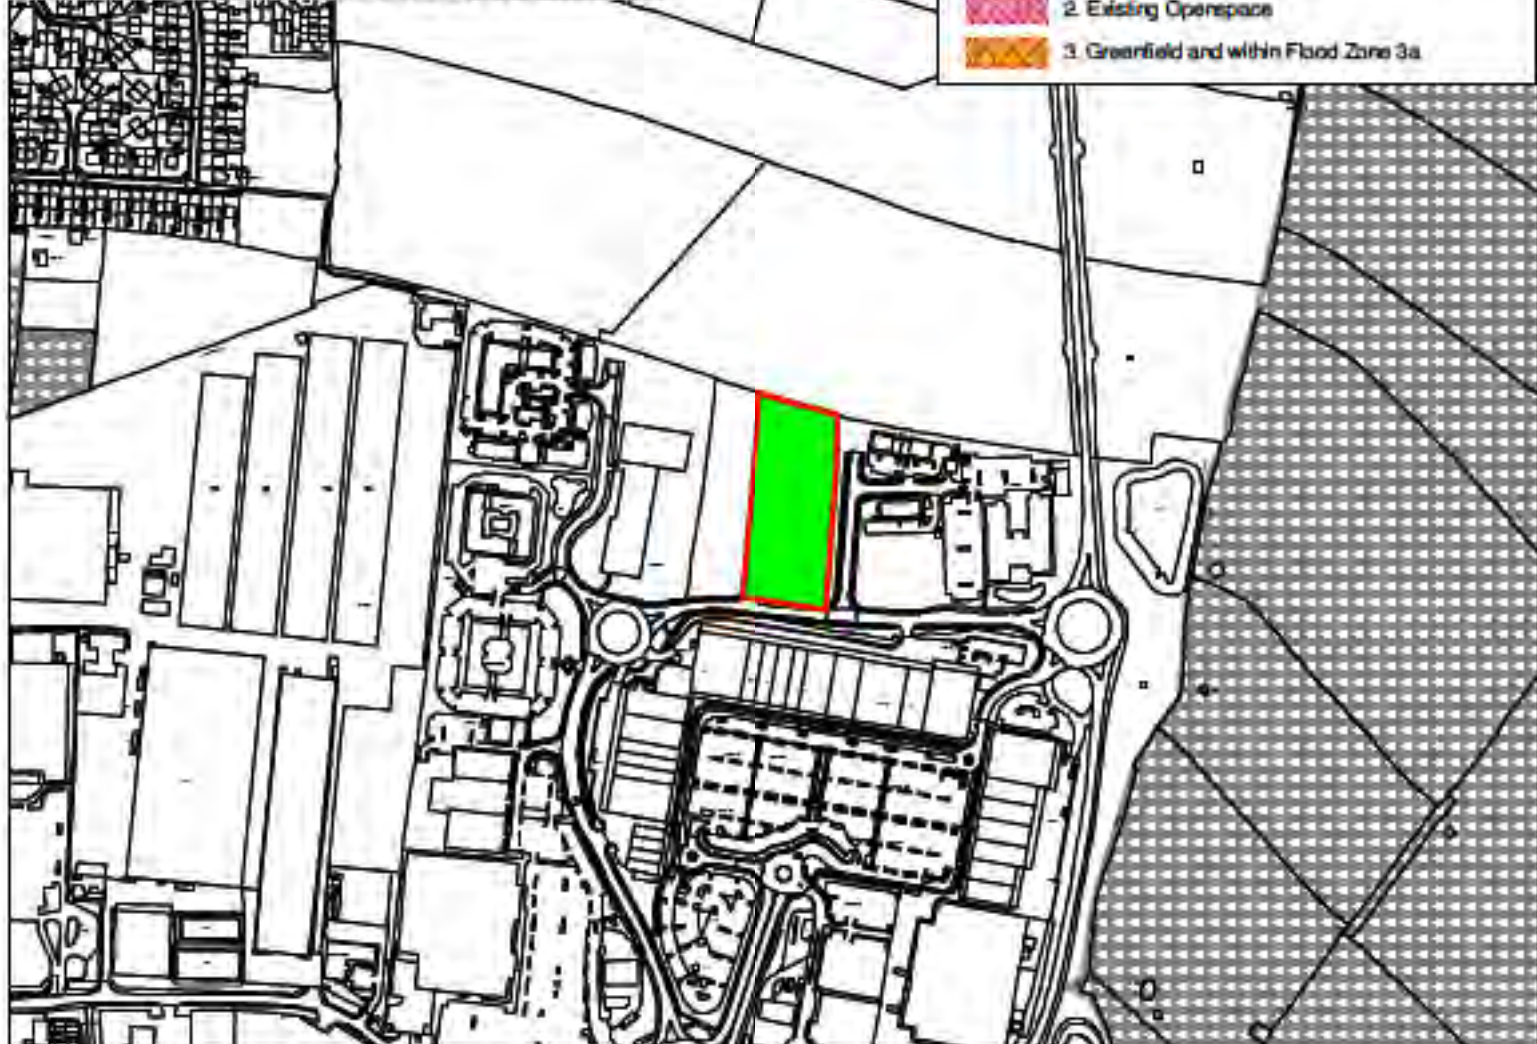 2. Existing Openspace
3. Greenfield and within Flood Zone 3a